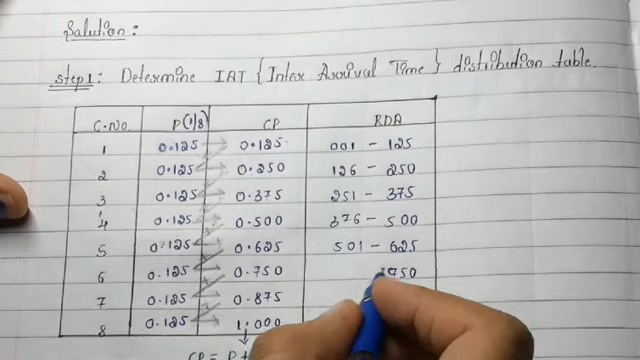 Solution:
Step1: Determine IAT {Inter Arrival Time} distribution table.
C.No P(1/8) CP RDA
1 0.125 0.125 001 - 125
2 0.125 0.250 126 - 250
3 0.125 0.375 251 - 375
4 0.125 0.500 376 - 500
5 0.125 0.625 501 - 625
6 0.125 0.750 750
7 0.125 0.875
8 0.125 1.000
CP = P+